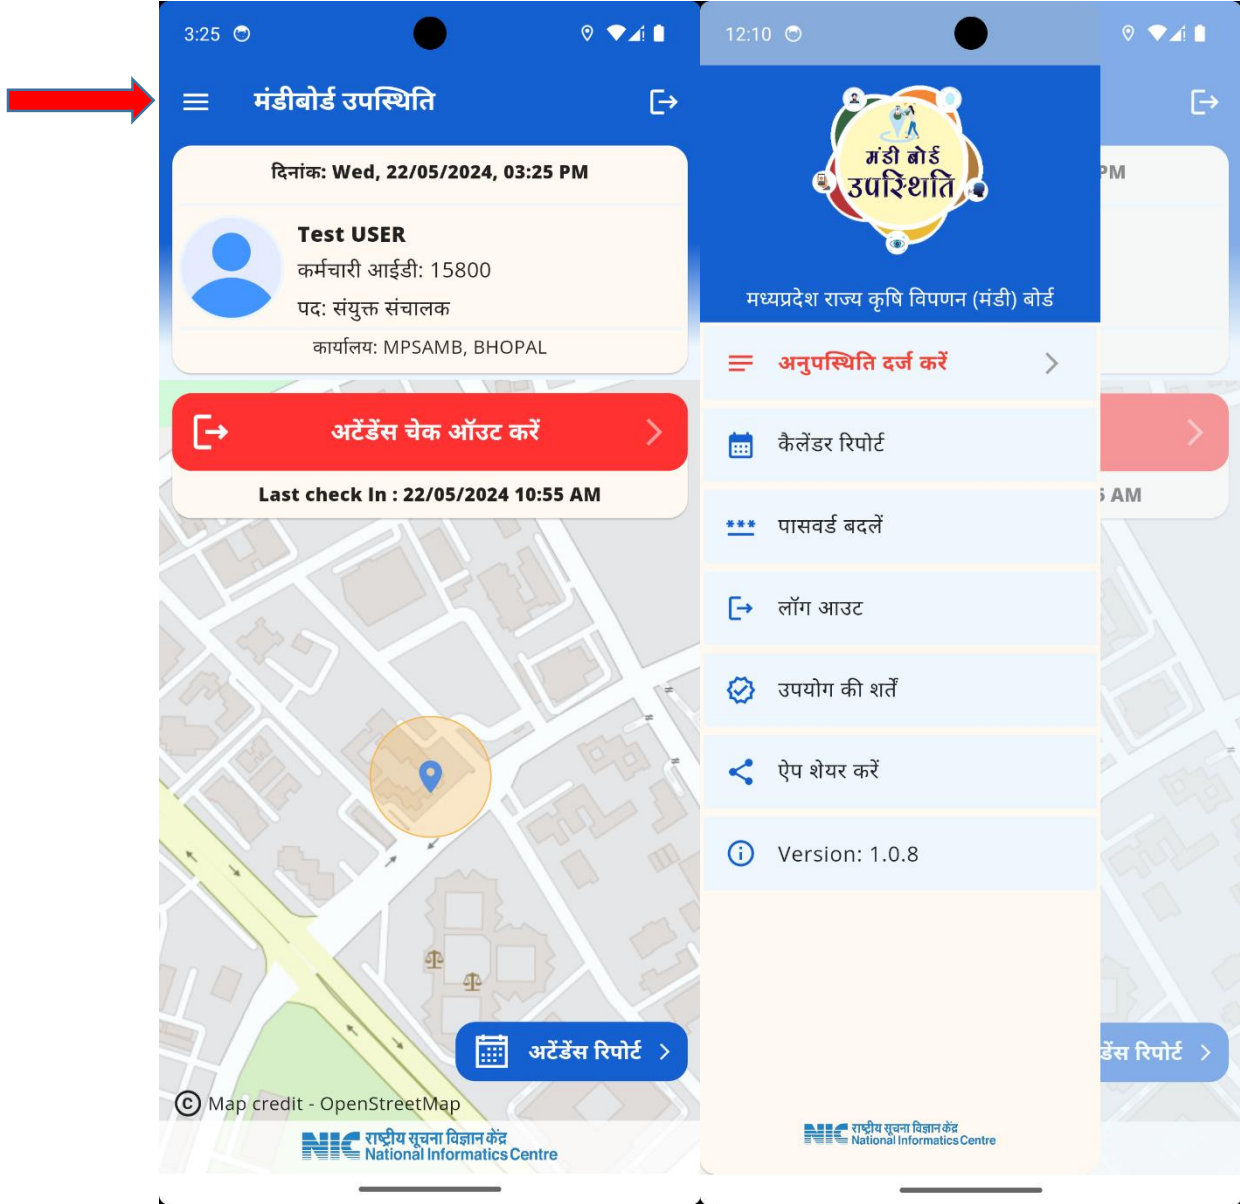 3:25
मंडीबोर्ड उपस्थिति
दिनांक: Wed, 22/05/2024, 03:25 PM
Test USER
कर्मचारी आईडी: 15800
पद: संयुक्त संचालक
कार्यालय: MPSAMB, BHOPAL
अटेंडेंस चेक ऑउट करें
Last check In : 22/05/2024 10:55 AM
अटेंडेंस रिपोर्ट
Map credit - OpenStreetMap
NIC राष्ट्रीय सूचना विज्ञान केंद्र
National Informatics Centre
12:10
मंडी बोर्ड
उपस्थिति
मध्यप्रदेश राज्य कृषि विपणन (मंडी) बोर्ड
अनुपस्थिति दर्ज करें
कैलेंडर रिपोर्ट
पासवर्ड बदलें
लॉग आउट
उपयोग की शर्तें
ऐप शेयर करें
Version: 1.0.8
NIC राष्ट्रीय सूचना विज्ञान केंद्र
National Informatics Centre
PM
5 AM
डेंस रिपोर्ट